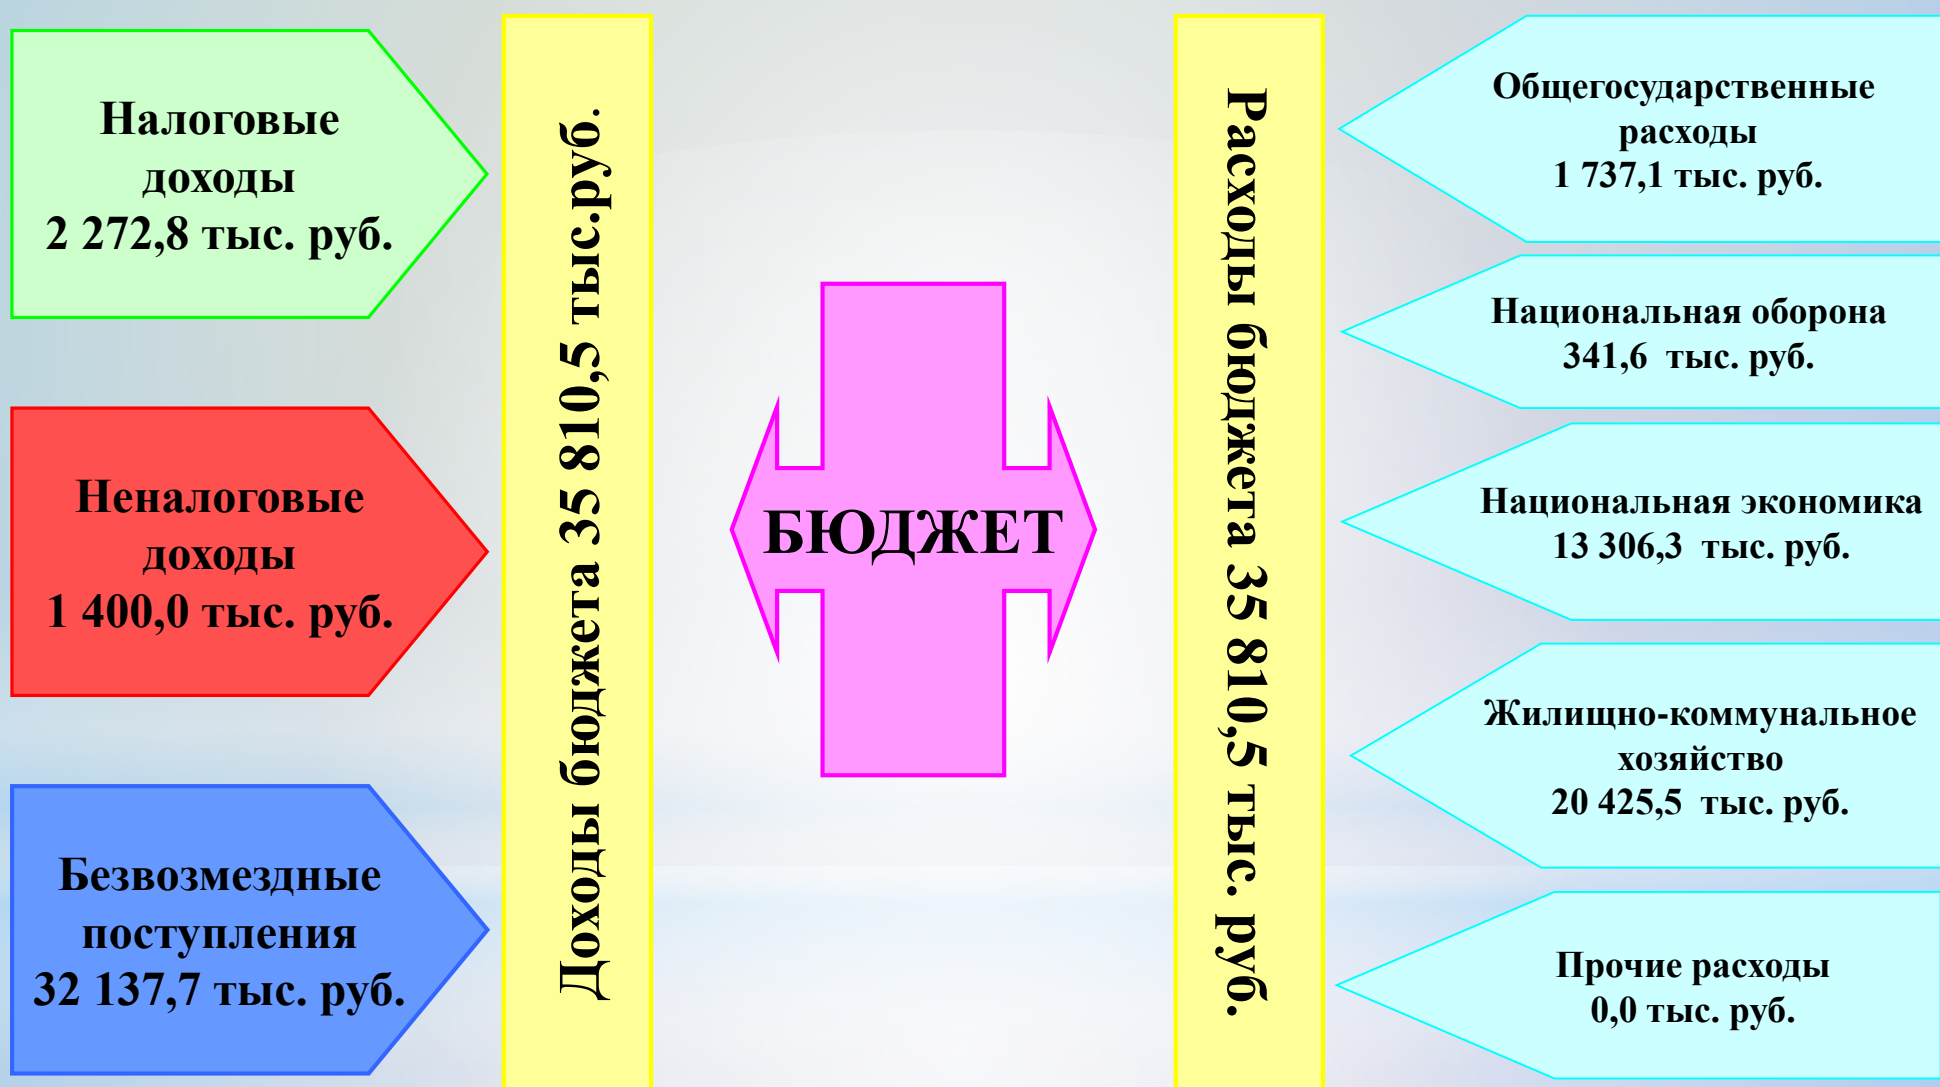 Налоговые
доходы
2 272,8 тыс. руб.
Неналоговые
доходы
1 400,0 тыс. руб.
Безвозмездные
поступления
32 137,7 тыс. руб.
Доходы бюджета 35 810,5 тыс.руб.
БЮДЖЕТ
Расходы бюджета 35 810,5 тыс. руб.
Общегосударственные
расходы
1 737,1 тыс. руб.
Национальная оборона
341,6 тыс. руб.
Национальная экономика
13 306,3 тыс. руб.
Жилищно-коммунальное
хозяйство
20 425,5 тыс. руб.
Прочие расходы
0,0 тыс. руб.